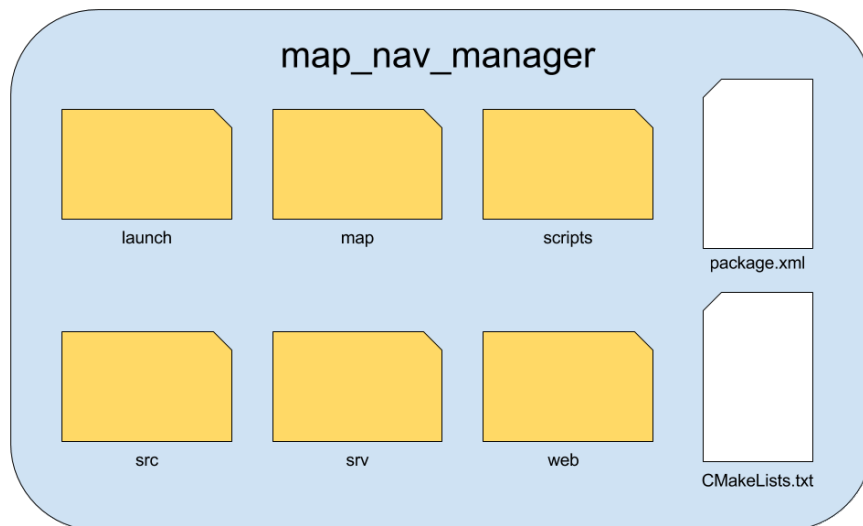 map_nav_manager
launch
map
scripts
package.xml
src
srv
web
CMakeLists.txt